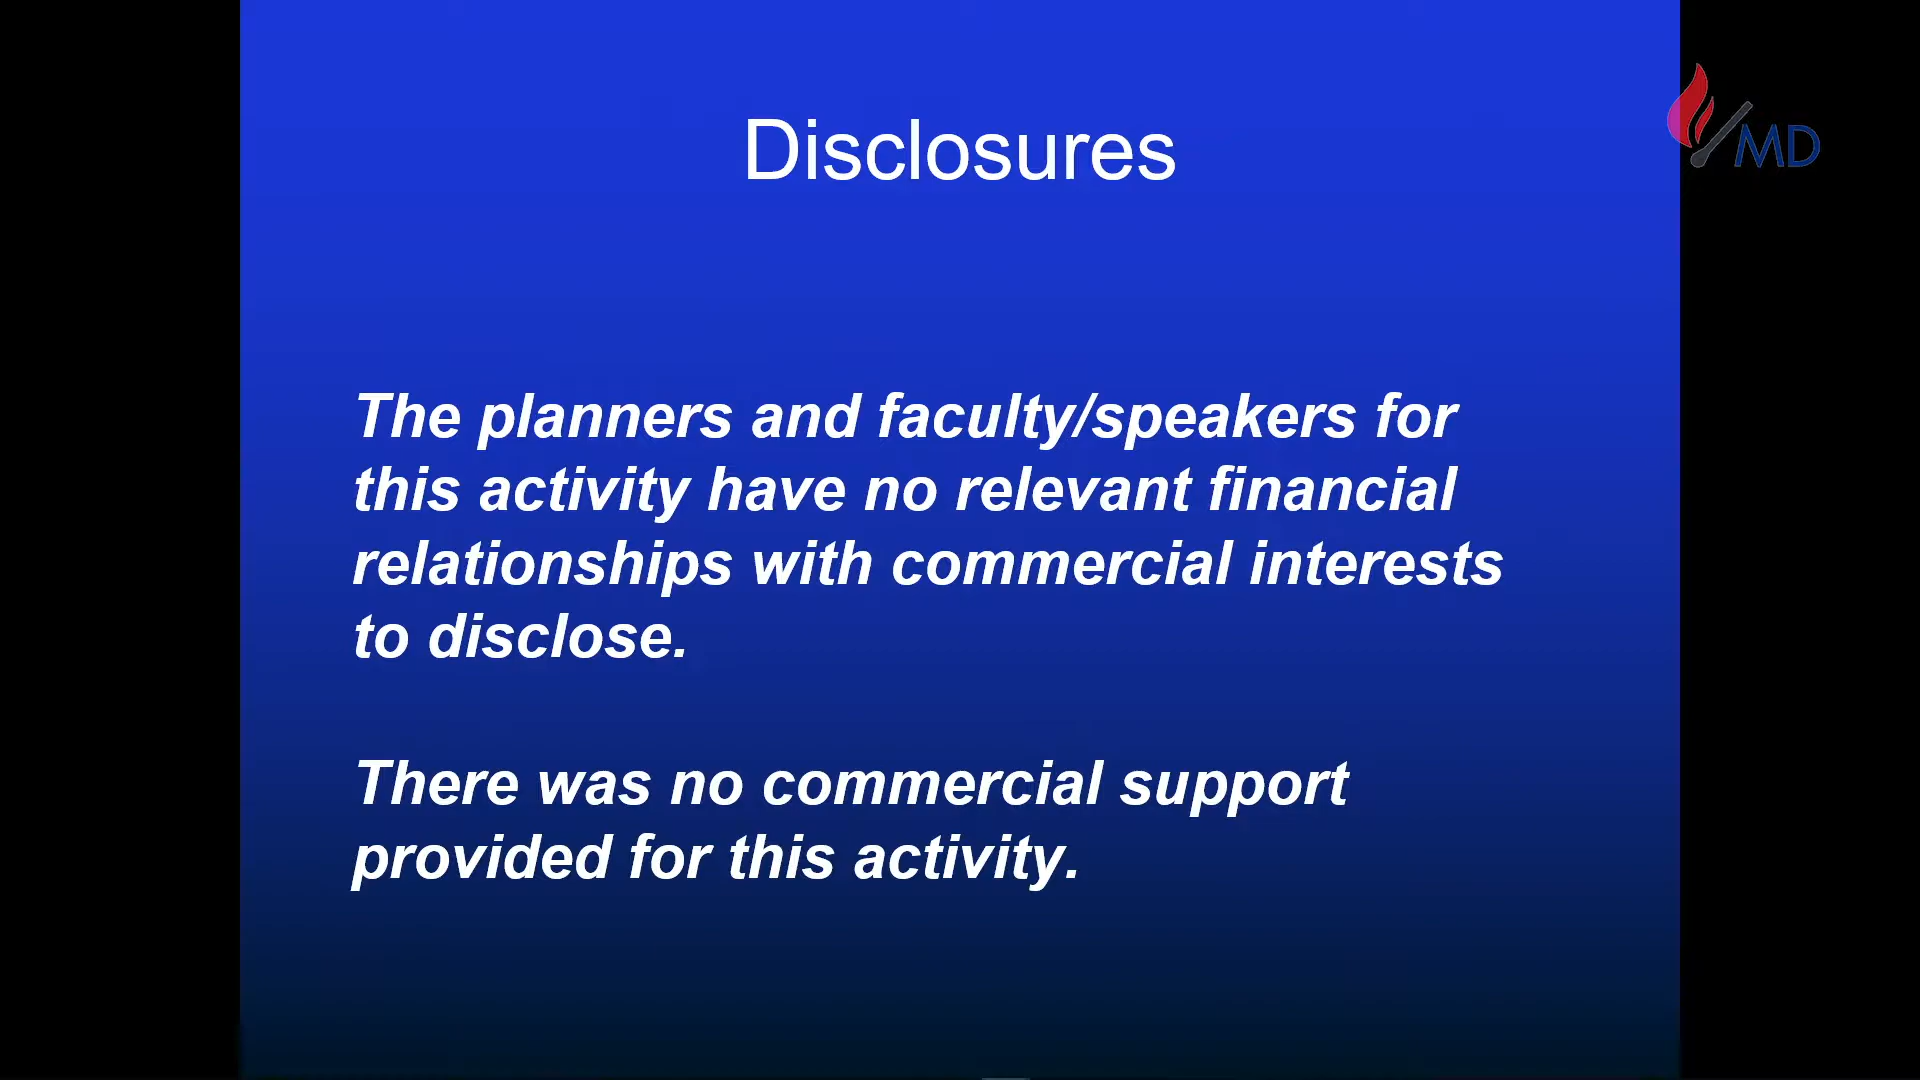 Disclosures
MD
The planners and faculty/speakers for
this activity have no relevant financial
relationships with commercial interests
to disclose.
There was no commercial support
provided for this activity.